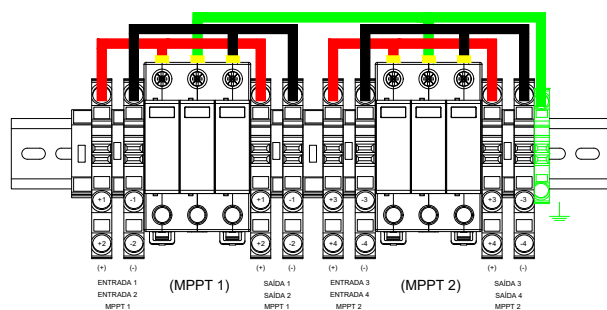 +1 -1 +1 -1 +3 -3 +3 -3
+2 -2 +2 -2 +4 -4 +4 -4
(+) (-) (+) (-) (+) (-) (+) (-)
ENTRADA 1
ENTRADA 2
MPPT 1
(MPPT 1)
SAÍDA 1
SAÍDA 2
MPPT 1
ENTRADA 3
ENTRADA 4
MPPT 2
(MPPT 2)
SAÍDA 3
SAÍDA 4
MPPT 2